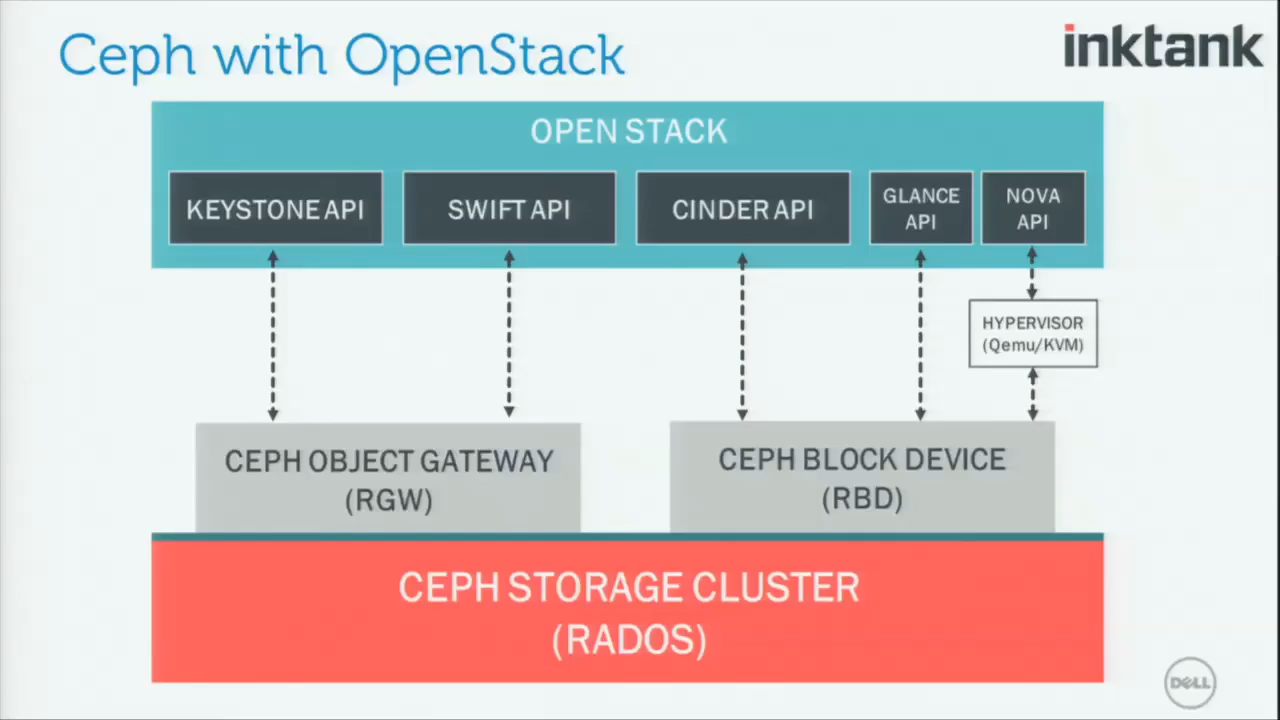 Ceph with OpenStack
inktank
OPEN STACK
KEYSTONE API
SWIFT API
CINDER API
GLANCE
API
NOVA
API
HYPERVISOR
(Qemu/KVM)
CEPH OBJECT GATEWAY
(RGW)
CEPH BLOCK DEVICE
(RBD)
CEPH STORAGE CLUSTER
(RADOS)
DELL